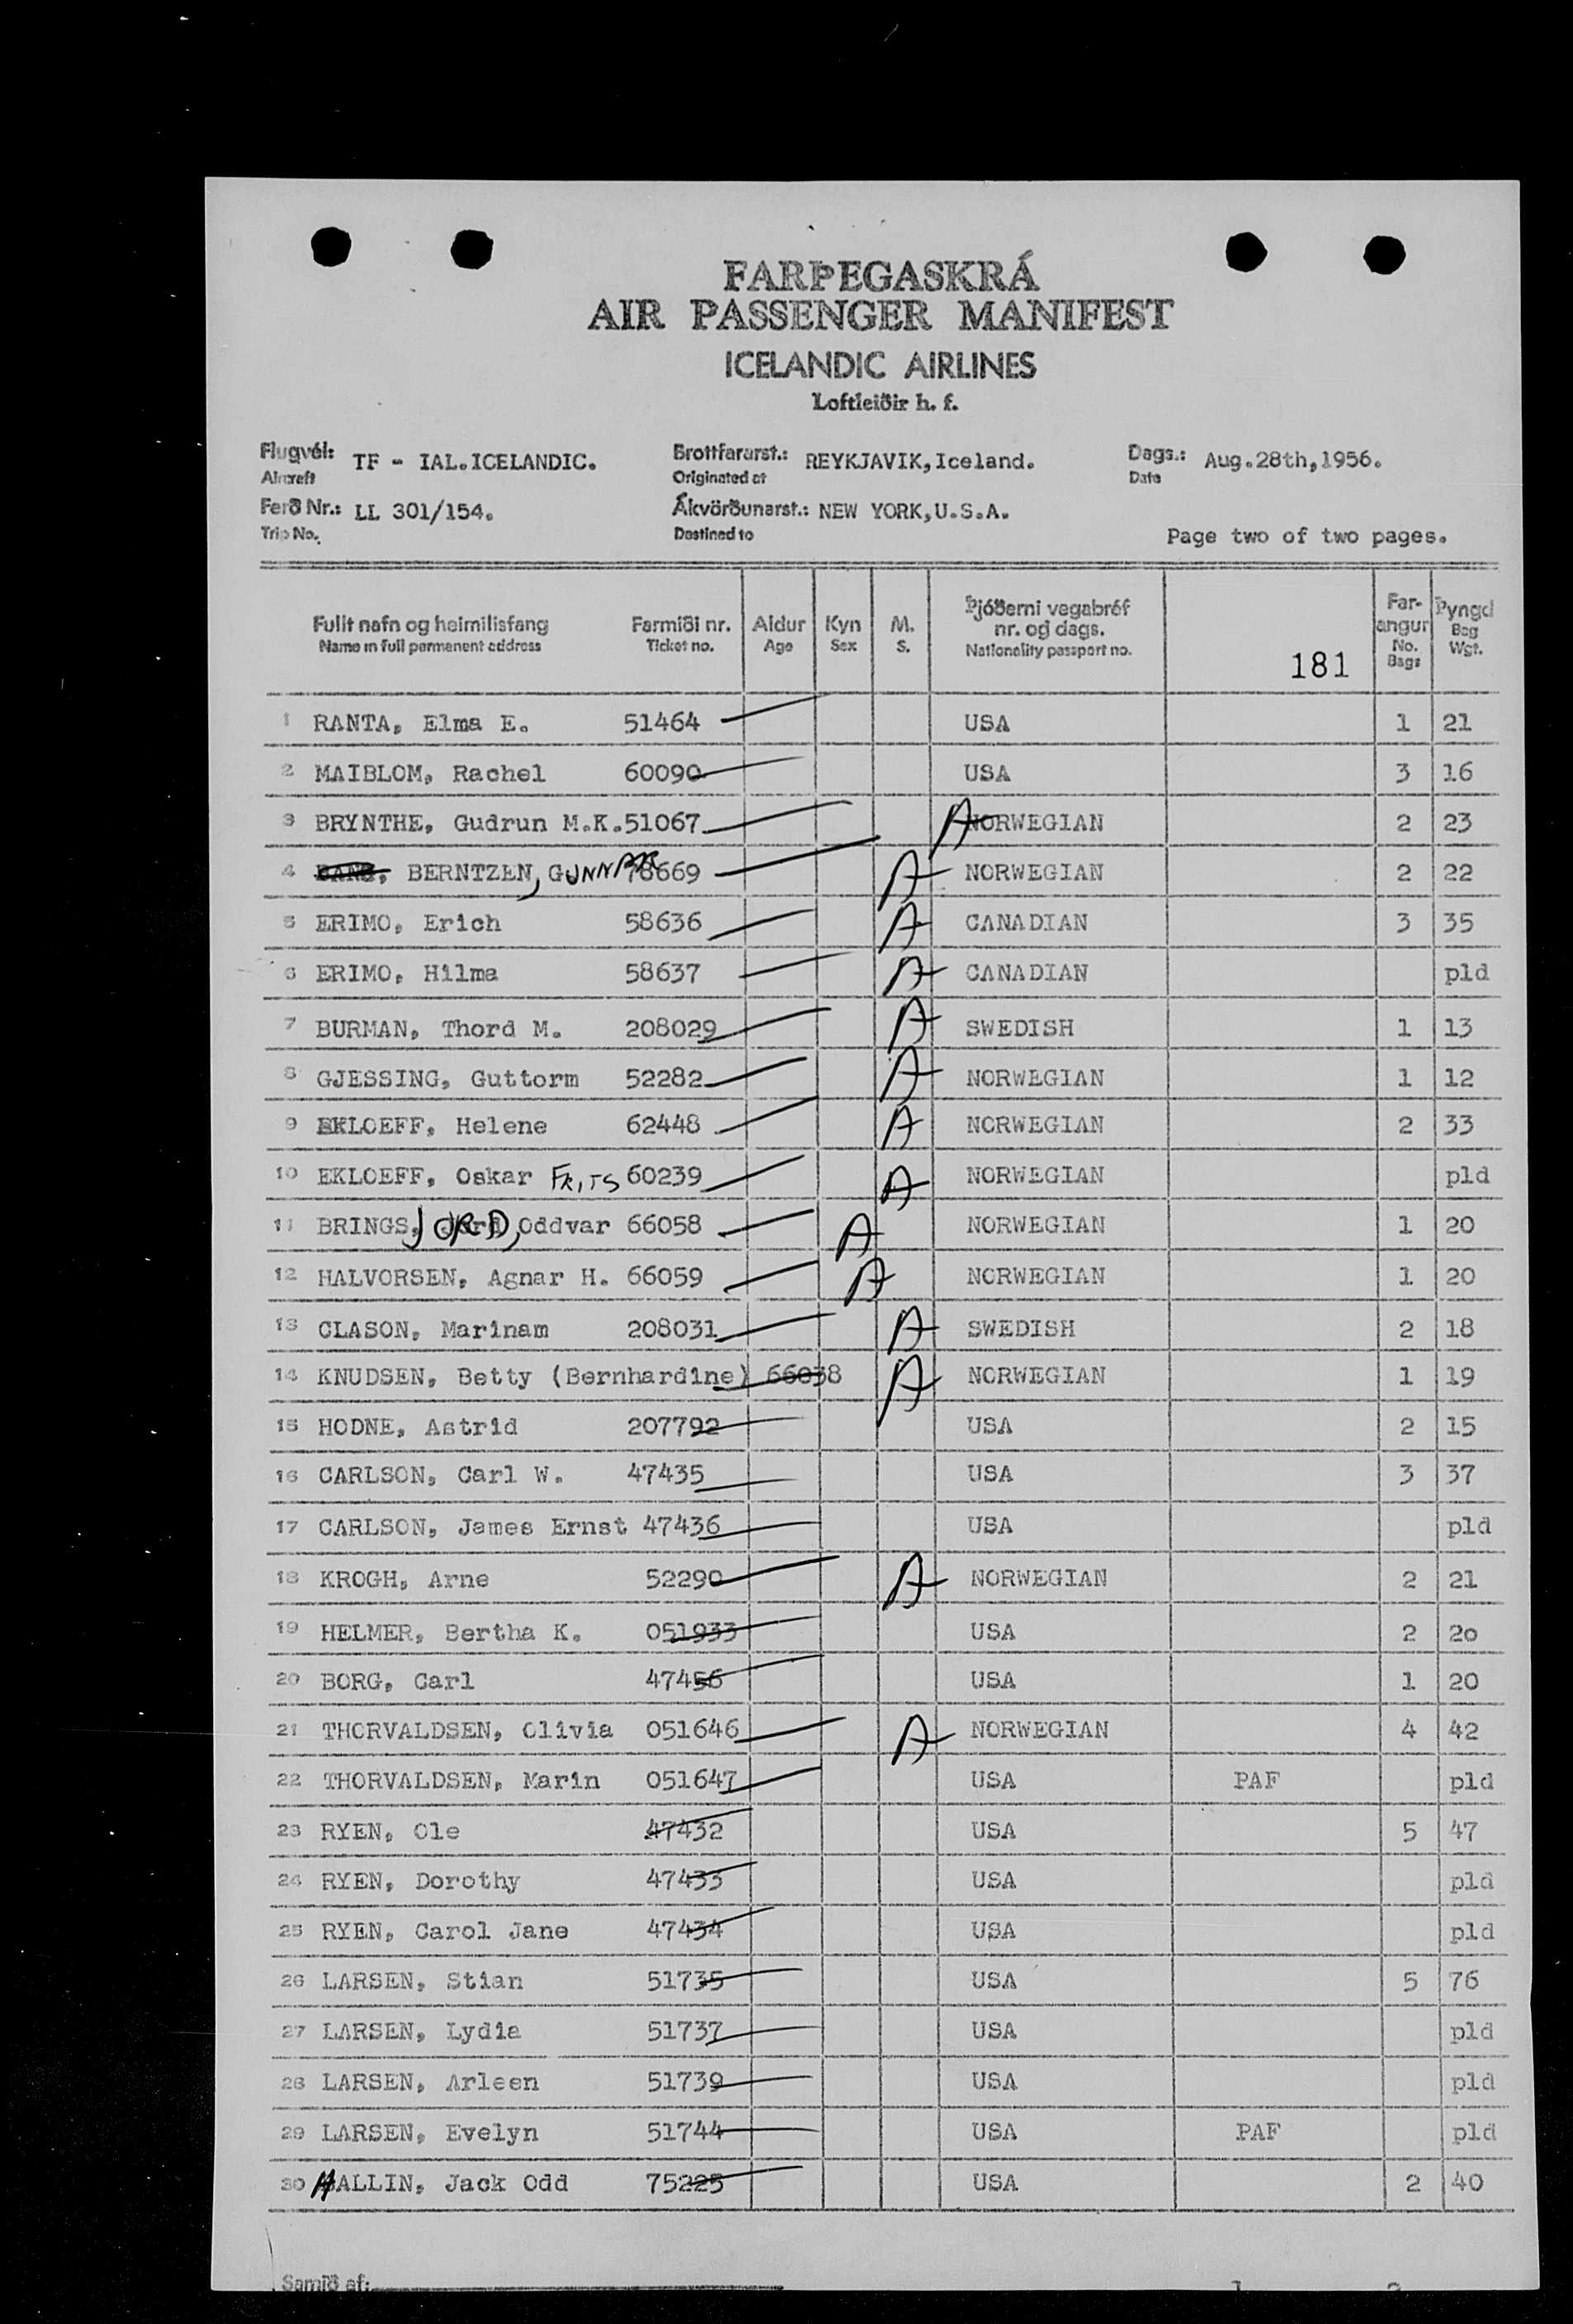 FARÞEGASKRÁ
AIR PASSENGER MANIFEST
ICELANDIC AIRLINES
Loftleiðir h. f.
Flugvél: TF - IAL.ICELANDIC. Brottfararst.: REYKJAVIK,Iceland. Dags.: Aug.28th,1956.
Aircraft Originated at Date
Ferð Nr.: LL 301/154. Ákvörðunarst.: NEW YORK,U.S.A.
Trip No. Destined to Page two of two pages.
Fullt nafn og heimilisfang Farmiði nr. Aldur Kyn M. Þjóðerni vegabréf Far- Þyngd
Name in full permanent address Ticket no. Age Sex S. nr. og dags. angur Bag
Nationality passport no. 181 No. Wgt.
Bags
1 RANTA, Elma E. 51464 USA 1 21
2 MAIBLOM, Rachel 60090 USA 3 16
3 BRYNTHE, Gudrun M.K. 51067 A NORWEGIAN 2 23
4 BERNTZEN, GUNNAR 78669 A NORWEGIAN 2 22
5 ERIMO, Erich 58636 A CANADIAN 3 35
6 ERIMO, Hilma 58637 A CANADIAN pld
7 BURMAN, Thord M. 208029 A SWEDISH 1 13
8 GJESSING, Guttorm 52282 A NORWEGIAN 1 12
9 EKLOEFF, Helene 62448 A NORWEGIAN 2 33
10 EKLOEFF, Oskar FRITS 60239 A NORWEGIAN pld
11 BRINGSJORD, Oddvar 66058 A NORWEGIAN 1 20
12 HALVORSEN, Agnar H. 66059 A NORWEGIAN 1 20
13 CLASON, Marinam 208031 A SWEDISH 2 18
14 KNUDSEN, Betty (Bernhardine) 66038 A NORWEGIAN 1 19
15 HODNE, Astrid 207792 USA 2 15
16 CARLSON, Carl W. 47435 USA 3 37
17 CARLSON, James Ernst 47436 USA pld
18 KROGH, Arne 52290 A NORWEGIAN 2 21
19 HELMER, Bertha K. 051933 USA 2 2o
20 BORG, Carl 47456 USA 1 20
21 THORVALDSEN, Olivia 051646 A NORWEGIAN 4 42
22 THORVALDSEN, Marin 051647 USA PAF pld
23 RYEN, Ole 47432 USA 5 47
24 RYEN, Dorothy 47433 USA pld
25 RYEN, Carol Jane 47434 USA pld
26 LARSEN, Stian 51735 USA 5 76
27 LARSEN, Lydia 51737 USA pld
28 LARSEN, Arleen 51739 USA pld
29 LARSEN, Evelyn 51744 USA PAF pld
30 HALLIN, Jack Odd 75225 USA 2 40
Samið af: